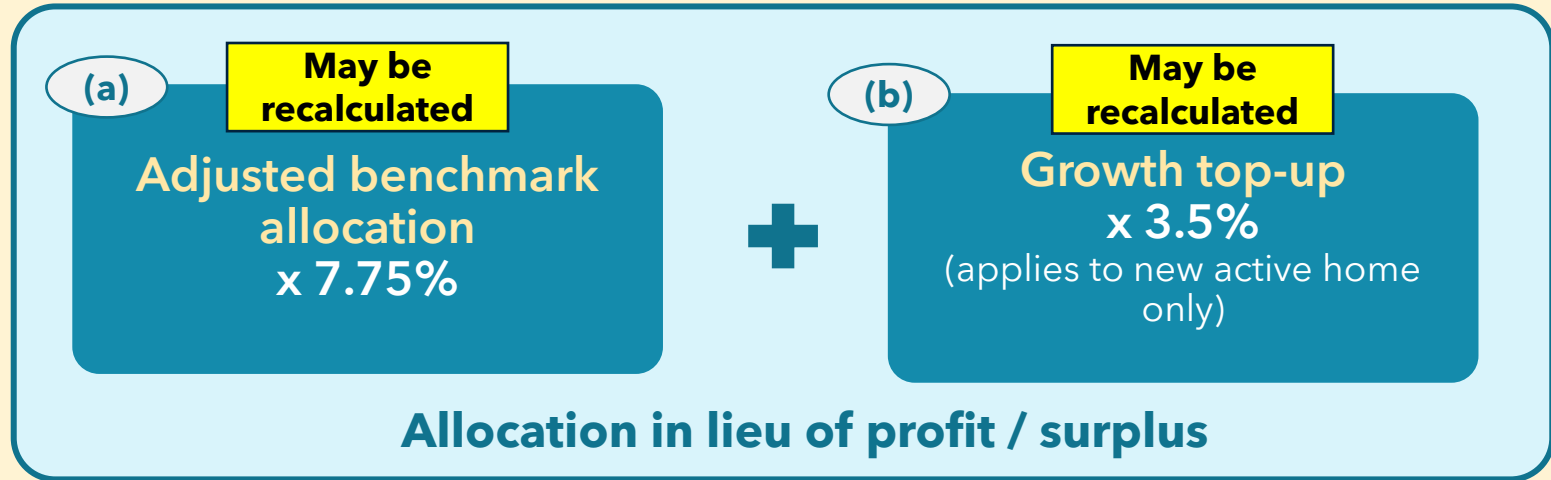 (a)
May be
recalculated
Adjusted benchmark
allocation
x 7.75%
(b)
May be
recalculated
Growth top-up
x 3.5%
(applies to new active home
only)
Allocation in lieu of profit / surplus